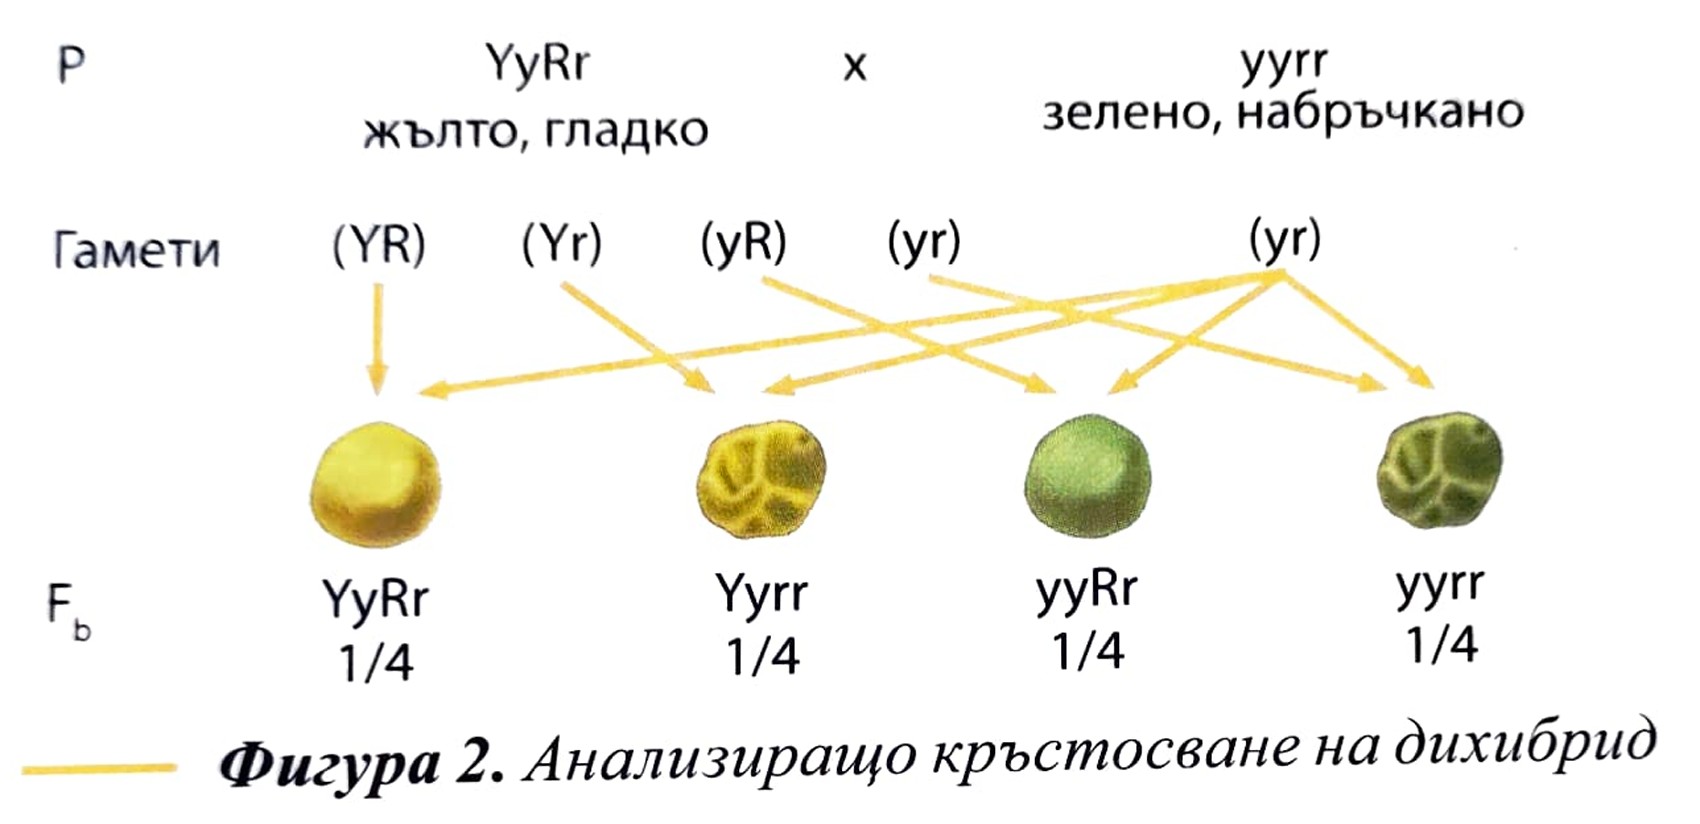 P YyRr x yyrr
жълто, гладко зелено, набръчкано
Гамети (YR) (Yr) (yR) (yr) (yr)
F_b YyRr Yyrr yyRr yyrr
1/4 1/4 1/4 1/4
Фигура 2. Анализиращо кръстосване на дихибрид